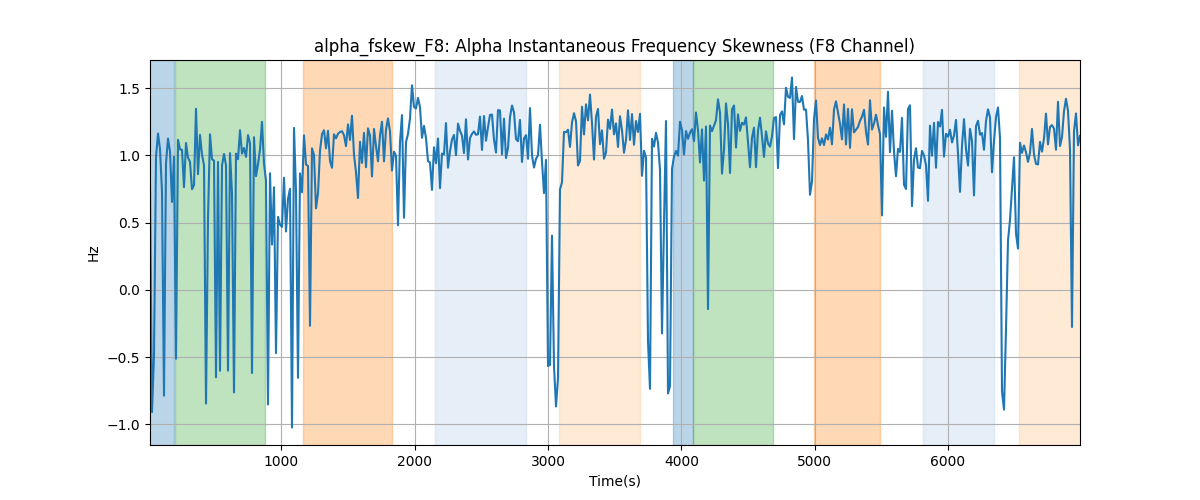 alpha_fskew_F8: Alpha Instantaneous Frequency Skewness (F8 Channel)
1.5
1.0
0.5
0.0
−0.5
−1.0
Hz
1000 2000 3000 4000 5000 6000
Time(s)